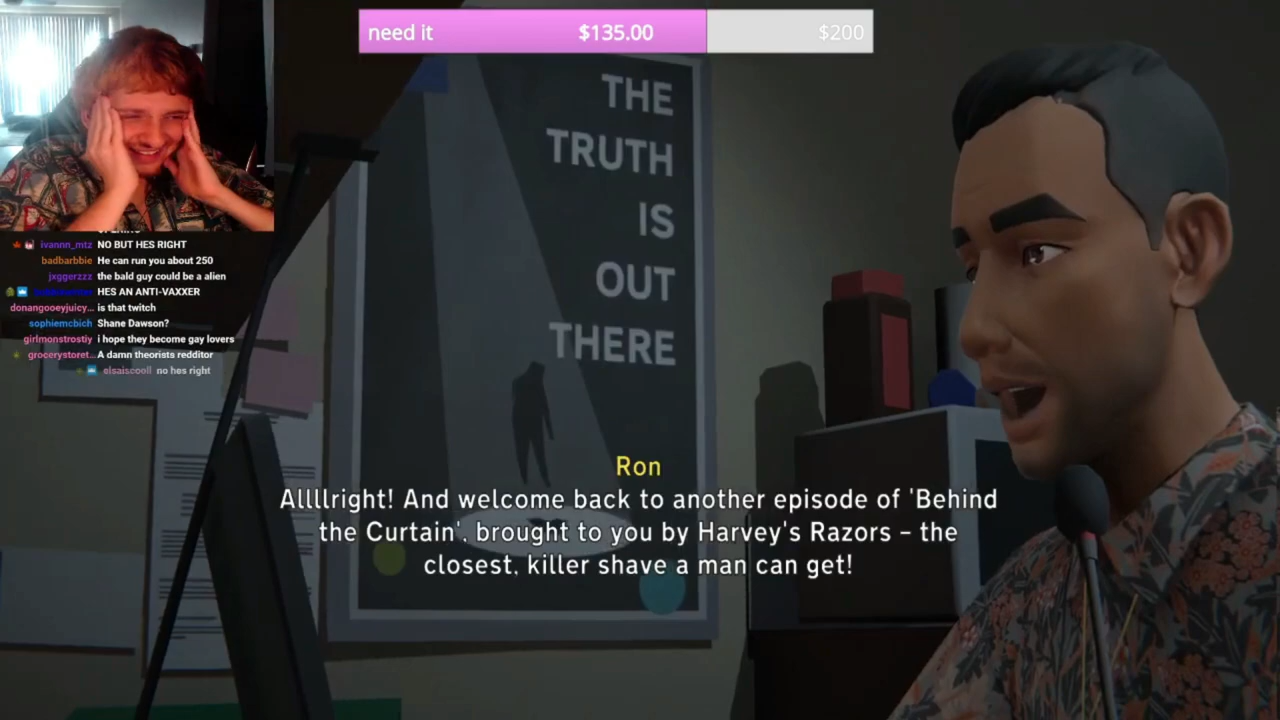 need it $135.00 $200
THE
TRUTH
IS
OUT
THERE
ivannn_mtz NO BUT HES RIGHT
badbarbbie He can run you about 250
jxggerzzz the bald guy could be a alien
HES AN ANTI-VAXXER
donangooeyjuicy... is that twitch
sophiemcbich Shane Dawson?
girlmonstrostiy i hope they become gay lovers
grocerystoret... A damn theorists redditor
elsaiscooll no hes right
Ron
Allllright! And welcome back to another episode of 'Behind
the Curtain', brought to you by Harvey's Razors – the
closest, killer shave a man can get!